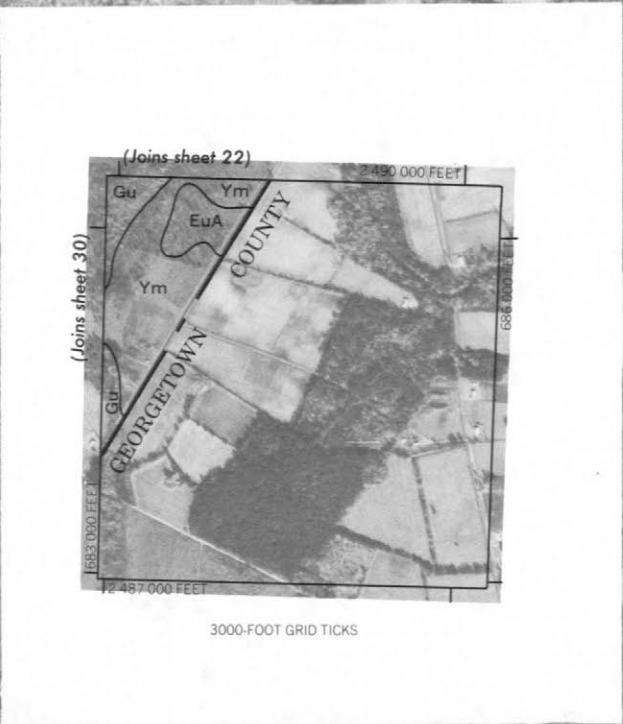 (Joins sheet 22)
2 490 000 FEET
Gu
Ym
EuA
COUNTY
(Joins sheet 30)
Ym
686 000 FEET
GEORGETOWN
Gu
683 000 FEET
2 487 000 FEET
3000-FOOT GRID TICKS